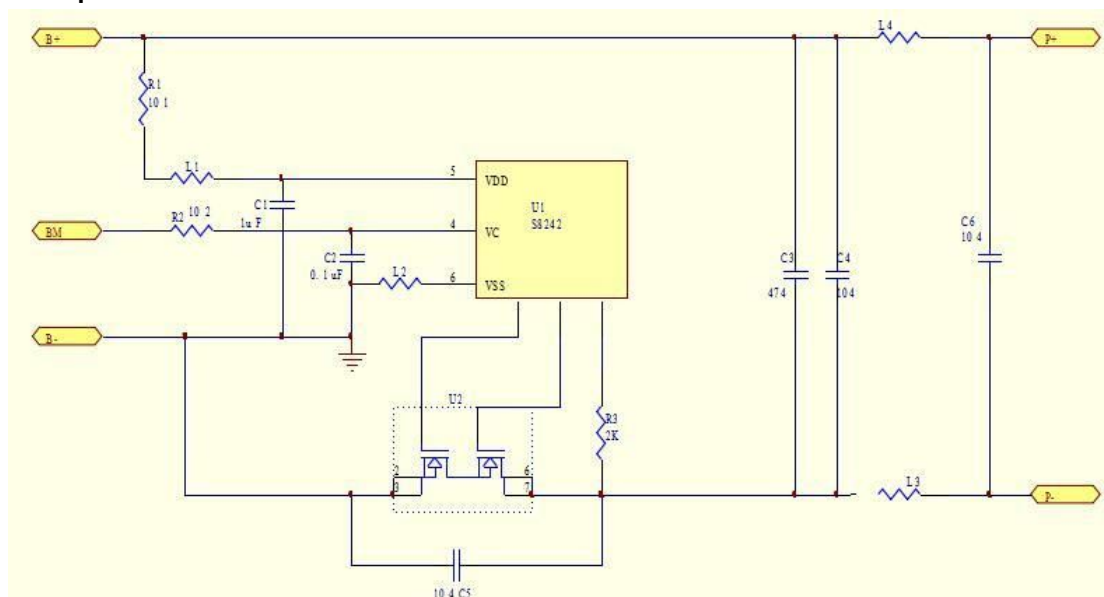 B+
L4
P+
R1
10 1
L1
5
VDD
C1
1u F
U1
S8242
R2
10 2
BM
4
VC
C2
0. 1 uF
L2
6
VSS
C3
474
C4
104
C6
10 4
B-
U2
R3
2K
2
3
6
7
L3
P-
10 4 C5